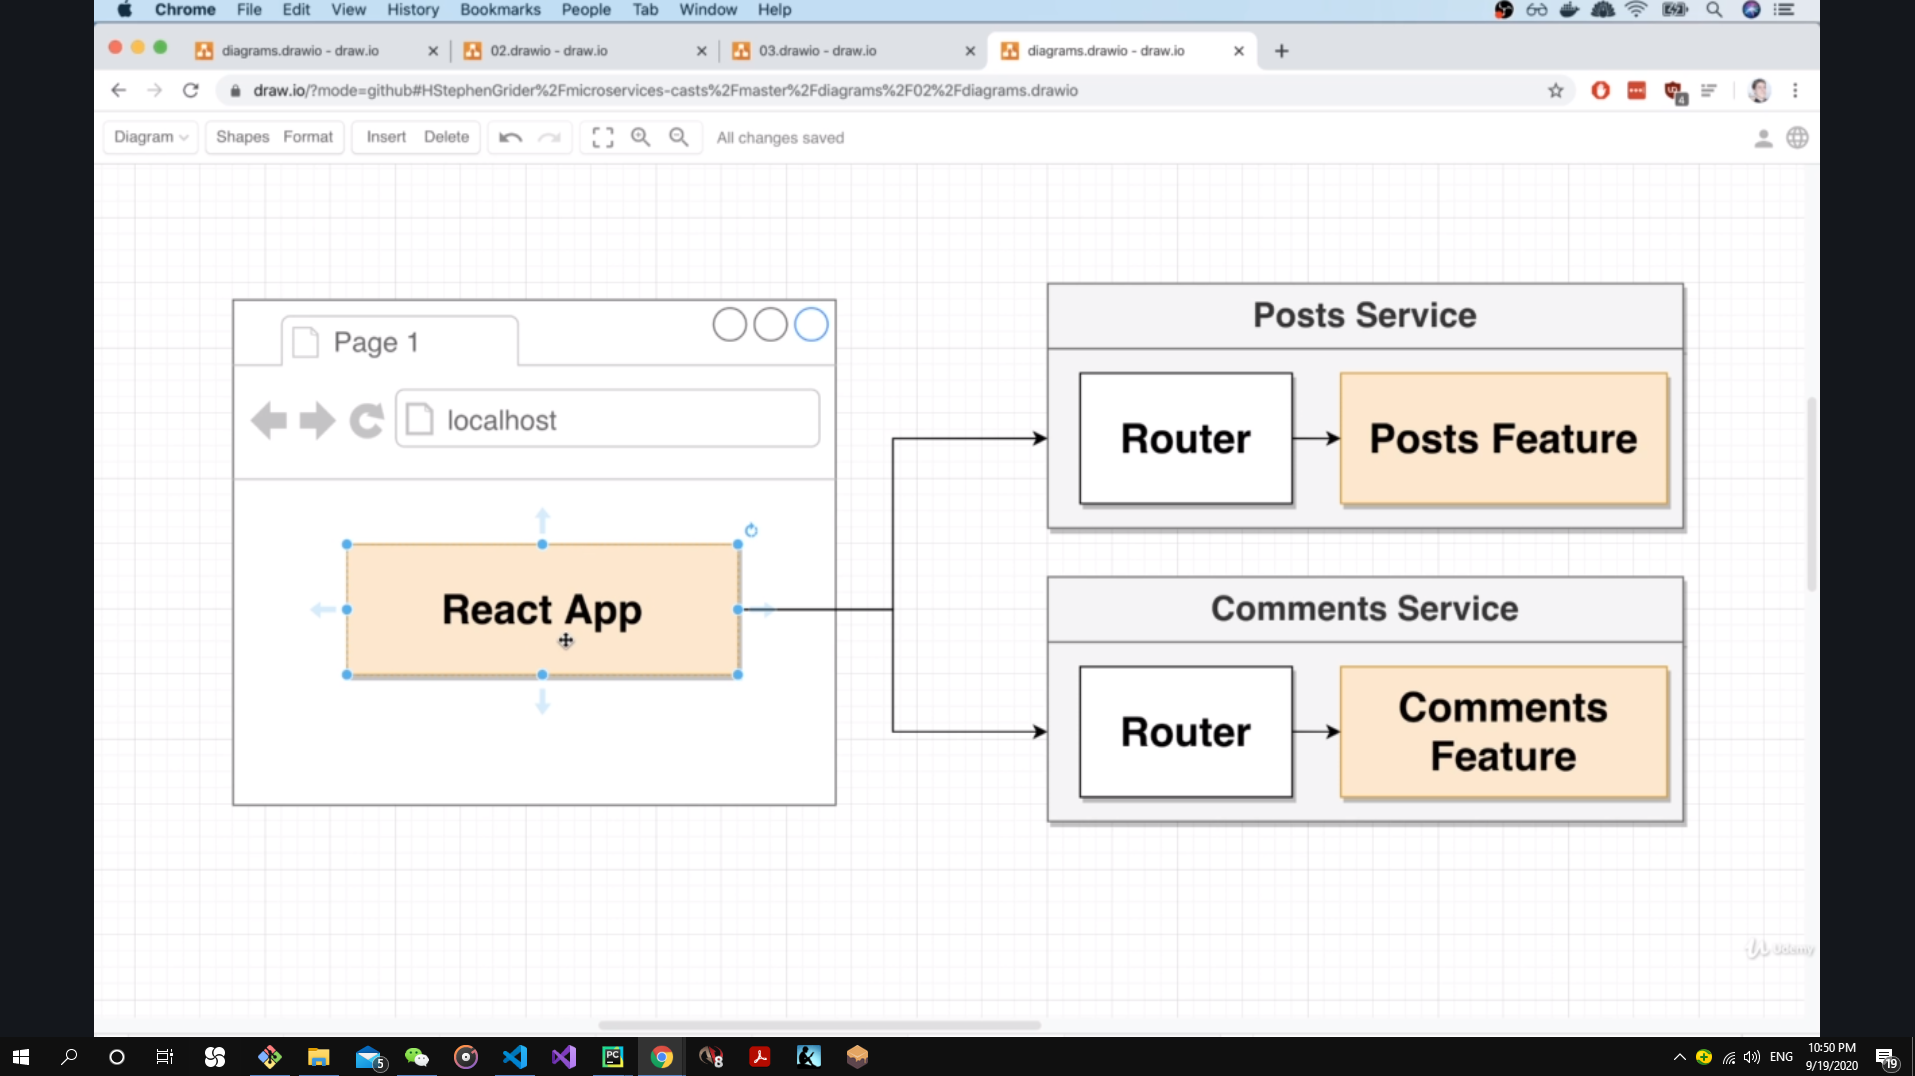 Chrome File Edit View History Bookmarks People Tab Window Help
diagrams.drawio - draw.io
02.drawio - draw.io
03.drawio - draw.io
diagrams.drawio - draw.io
draw.io/?mode=github#HStephenGrider%2Fmicroservices-casts%2Fmaster%2Fdiagrams%2F02%2Fdiagrams.drawio
4
Diagram Shapes Format Insert Delete All changes saved
Page 1
localhost
React App
Posts Service
Router
Posts Feature
Comments Service
Router
Comments
Feature
Udemy
5
PC
8
ENG
10:50 PM
9/19/2020
19